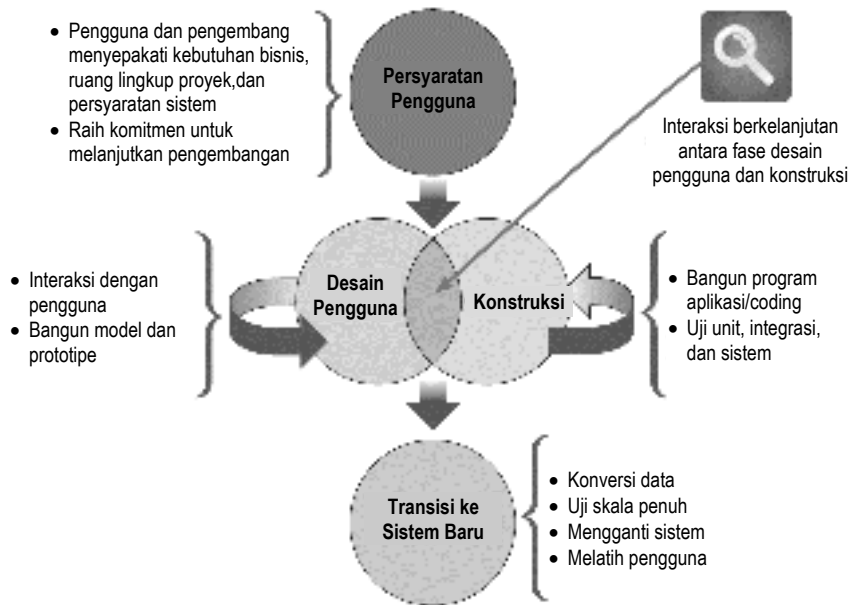 • Pengguna dan pengembang
menyepakati kebutuhan bisnis,
ruang lingkup proyek,dan
persyaratan sistem
• Raih komitmen untuk
melanjutkan pengembangan
Persyaratan
Pengguna
Interaksi berkelanjutan
antara fase desain
pengguna dan konstruksi
• Interaksi dengan
pengguna
• Bangun model dan
prototipe
Desain
Pengguna
Konstruksi
• Bangun program
aplikasi/coding
• Uji unit, integrasi,
dan sistem
Transisi ke
Sistem Baru
• Konversi data
• Uji skala penuh
• Mengganti sistem
• Melatih pengguna